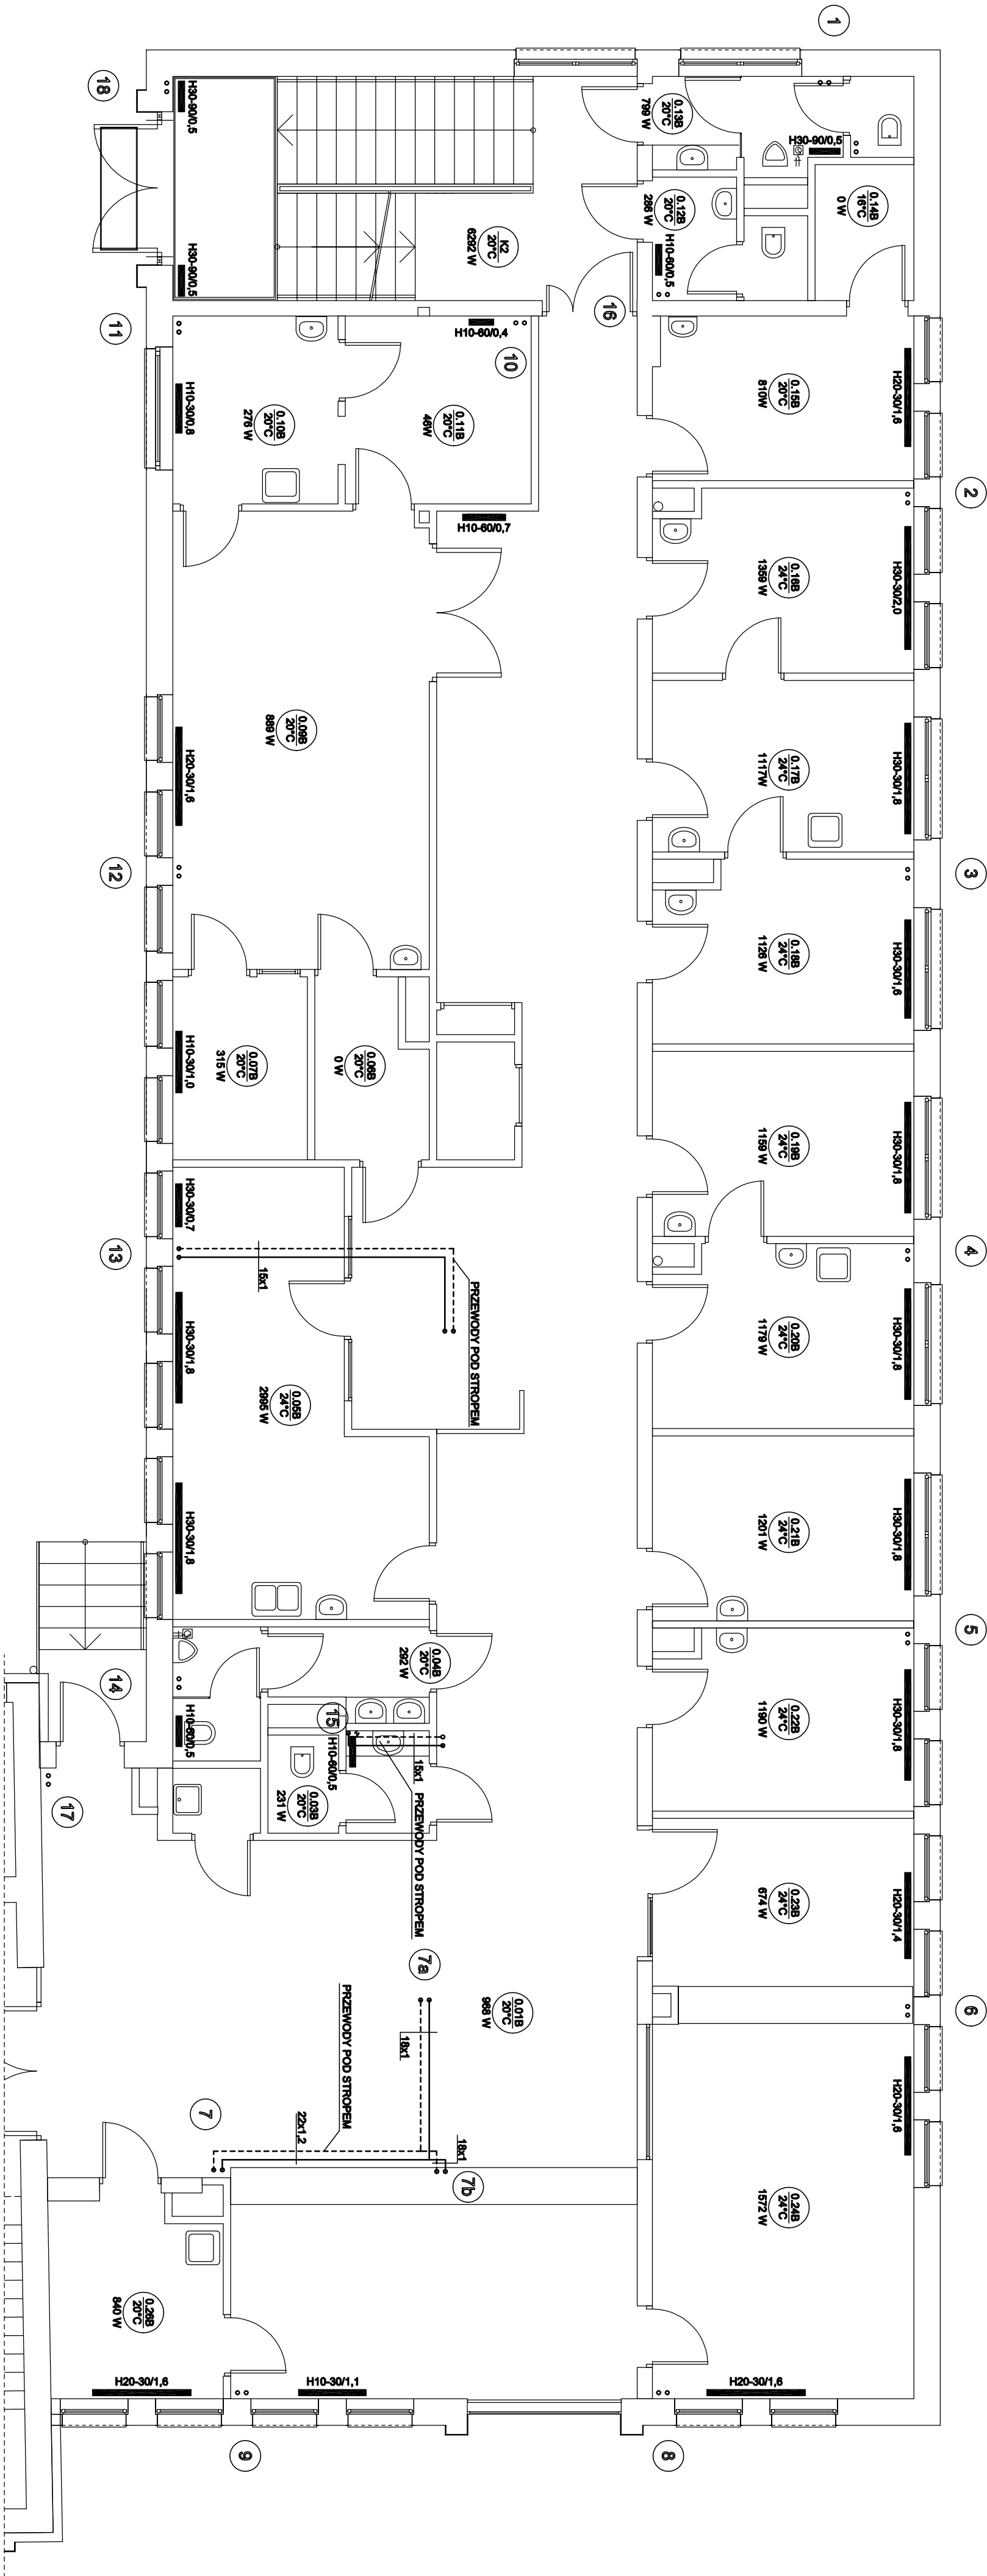 1
18
H30-90/0,5
0.13B
20°C
799 W
H30-90/0,5
0.14B
16°C
0 W
0.12B
20°C
286 W
H10-60/0,5
K2
20°C
6292 W
H30-90/0,5
16
11
H10-60/0,4
10
H10-30/0,8
0.10B
20°C
276 W
0.11B
20°C
46W
0.15B
20°C
810W
H20-30/1,6
2
H10-60/0,7
0.16B
24°C
1359 W
H30-30/2,0
0.09B
20°C
889 W
H20-30/1,6
0.17B
24°C
1117W
H30-30/1,8
12
3
0.18B
24°C
1126 W
H30-30/1,6
H10-30/1,0
0.07B
20°C
315 W
0.06B
20°C
0 W
0.19B
24°C
1159 W
H30-30/1,8
H30-30/0,7
13
15x1
PRZEWODY POD STROPEM
4
H30-30/1,8
0.20B
24°C
1179 W
H30-30/1,8
0.05B
24°C
2995 W
H30-30/1,8
0.21B
24°C
1201 W
H30-30/1,8
5
14
0.04B
20°C
292 W
H10-60/0,5
15
H10-60/0,5
15x1
PRZEWODY POD STROPEM
0.22B
24°C
1190 W
H30-30/1,8
17
0.03B
20°C
231 W
0.23B
24°C
674 W
H20-30/1,4
7a
0.01B
20°C
968 W
6
18x1
PRZEWODY POD STROPEM
7
22x1,2
18x1
7b
H20-30/1,6
0.24B
24°C
1572 W
0.26B
20°C
840 W
H20-30/1,6
H10-30/1,1
H20-30/1,6
9
8